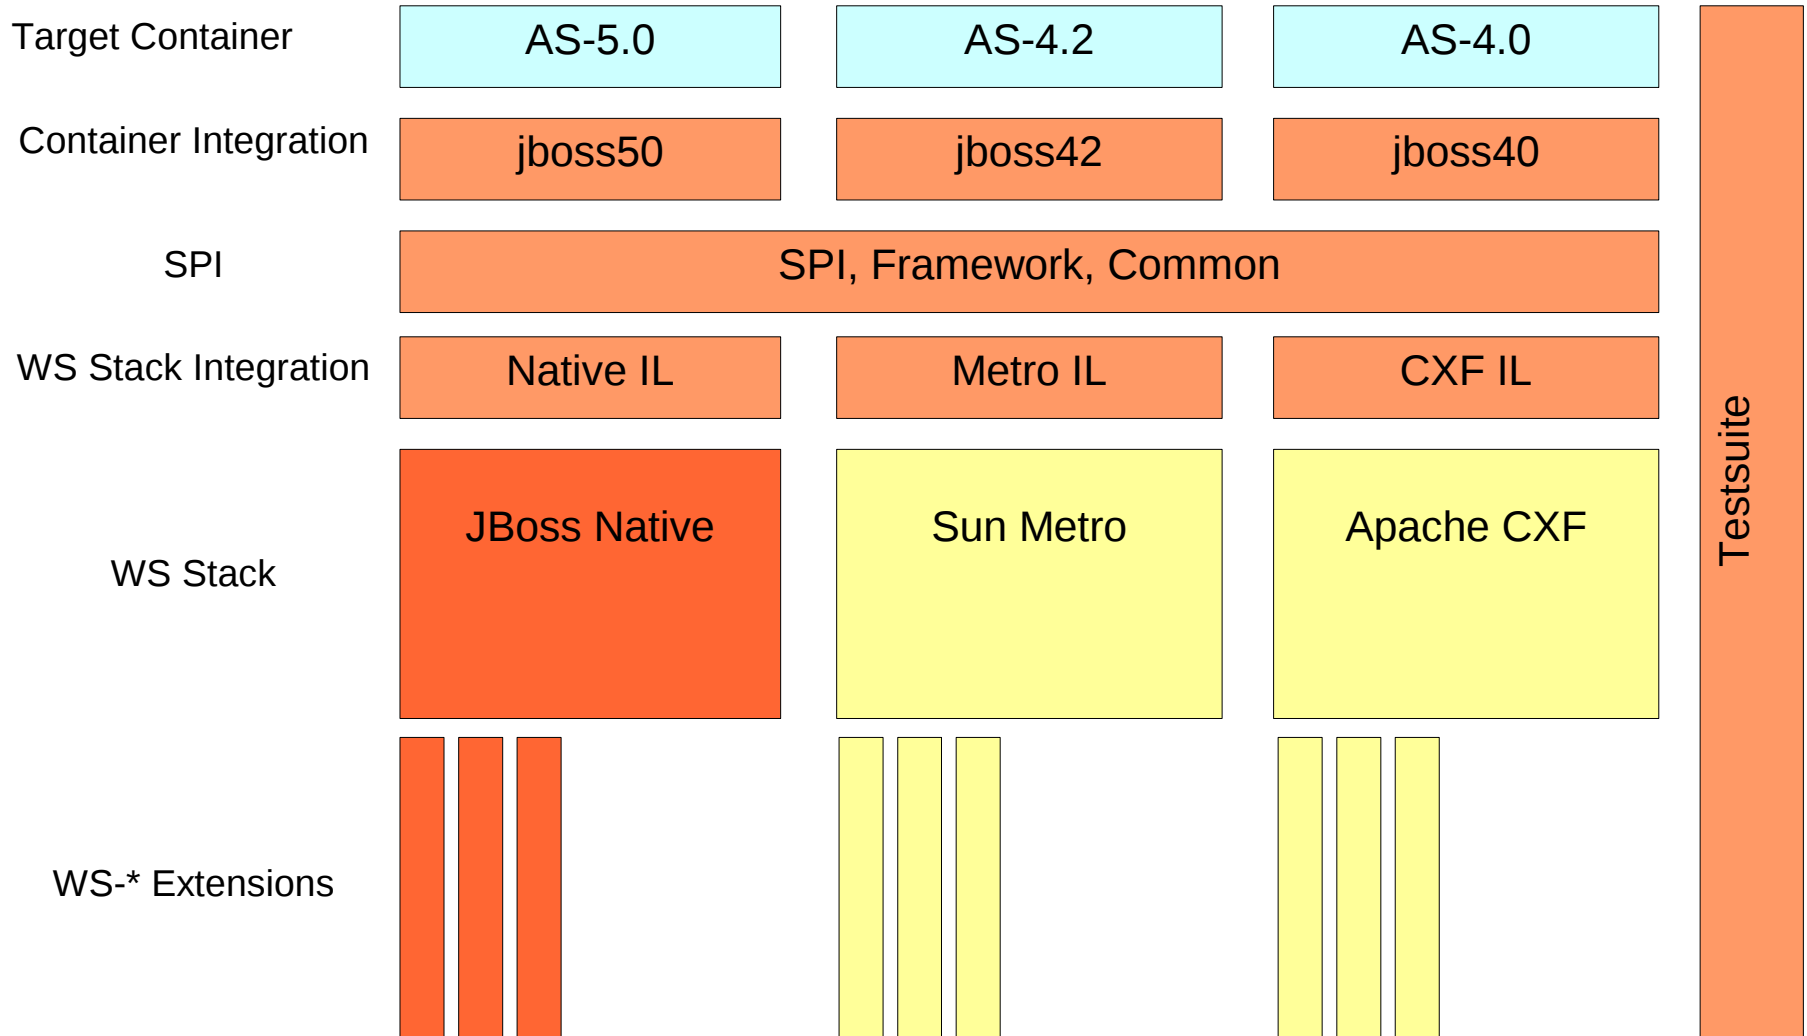 Target Container
AS-5.0
AS-4.2
AS-4.0
Container Integration
jboss50
jboss42
jboss40
SPI
SPI, Framework, Common
WS Stack Integration
Native IL
Metro IL
CXF IL
Testsuite
WS Stack
JBoss Native
Sun Metro
Apache CXF
WS-* Extensions